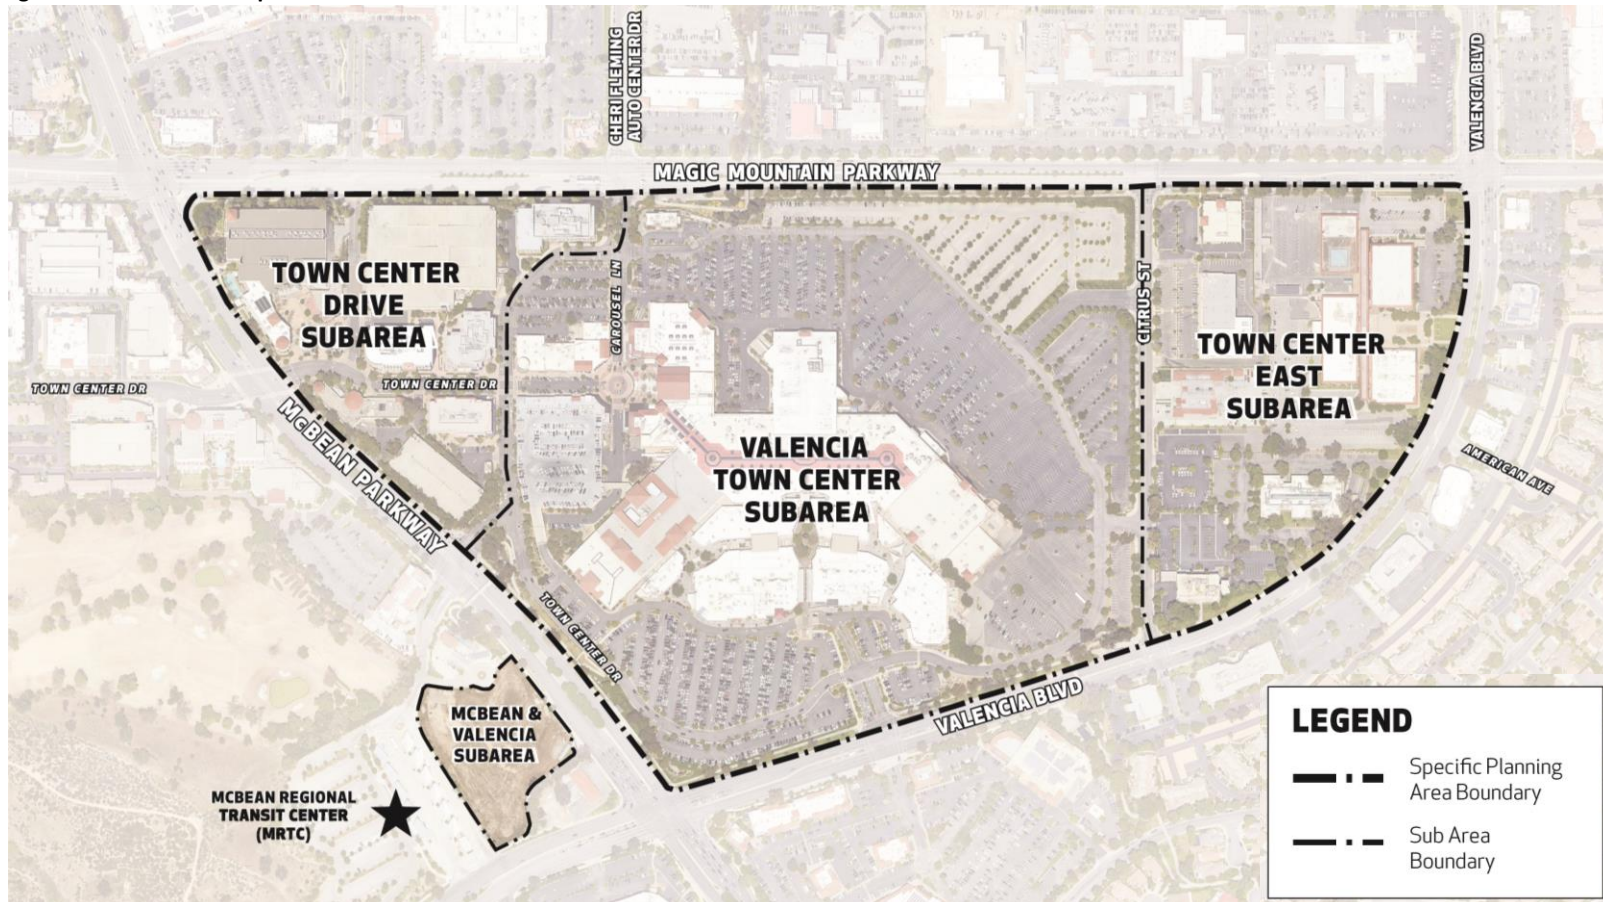 CHERI FLEMING
AUTO CENTER DR
VALENCIA BLVD
MAGIC MOUNTAIN PARKWAY
TOWN CENTER
DRIVE
SUBAREA
CAROUSEL LN
CITRUS ST
TOWN CENTER
EAST
SUBAREA
TOWN CENTER DR
TOWN CENTER DR
McBEAN PARKWAY
VALENCIA
TOWN CENTER
SUBAREA
AMERICAN AVE
TOWN CENTER DR
VALENCIA BLVD
MCBEAN &
VALENCIA
SUBAREA
MCBEAN REGIONAL
TRANSIT CENTER
(MRTC)
LEGEND
Specific Planning
Area Boundary
Sub Area
Boundary